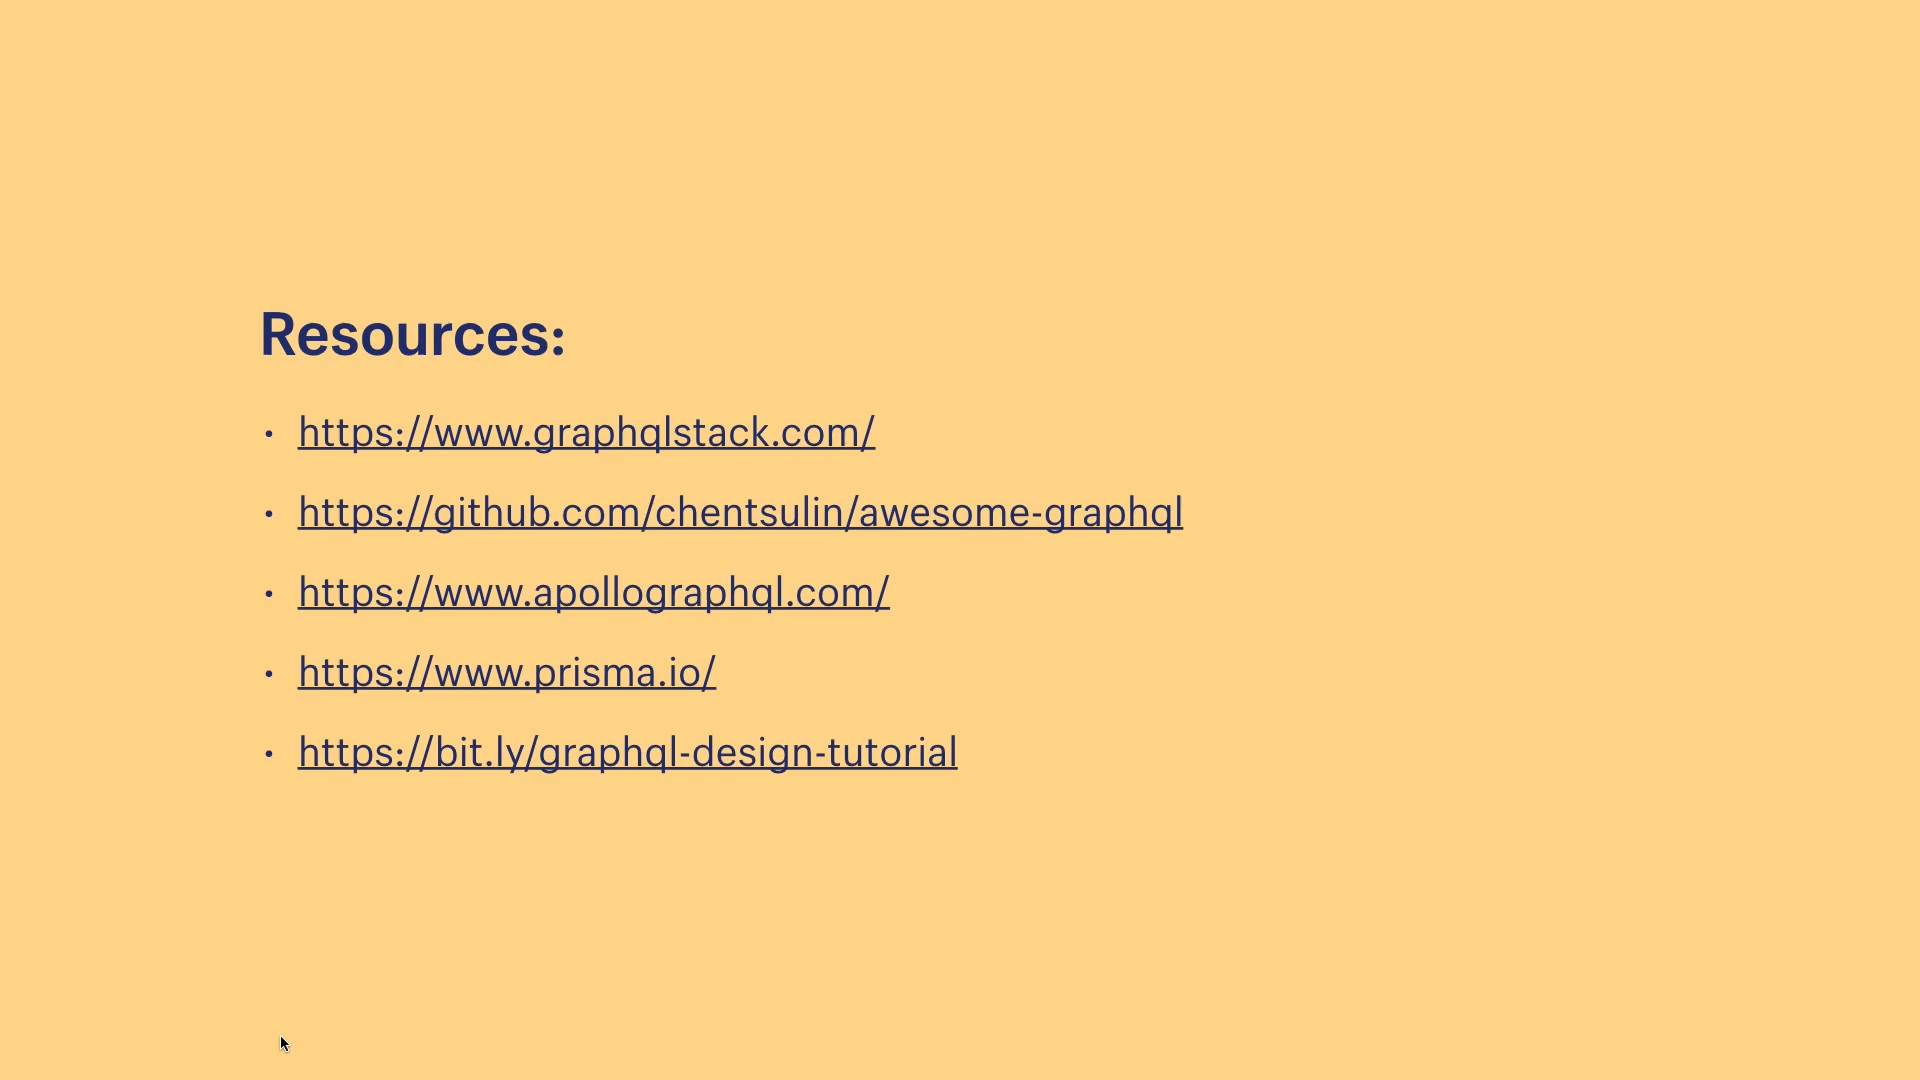 Resources:
• https://www.graphqlstack.com/
• https://github.com/chentsulin/awesome-graphql
• https://www.apollographql.com/
• https://www.prisma.io/
• https://bit.ly/graphql-design-tutorial